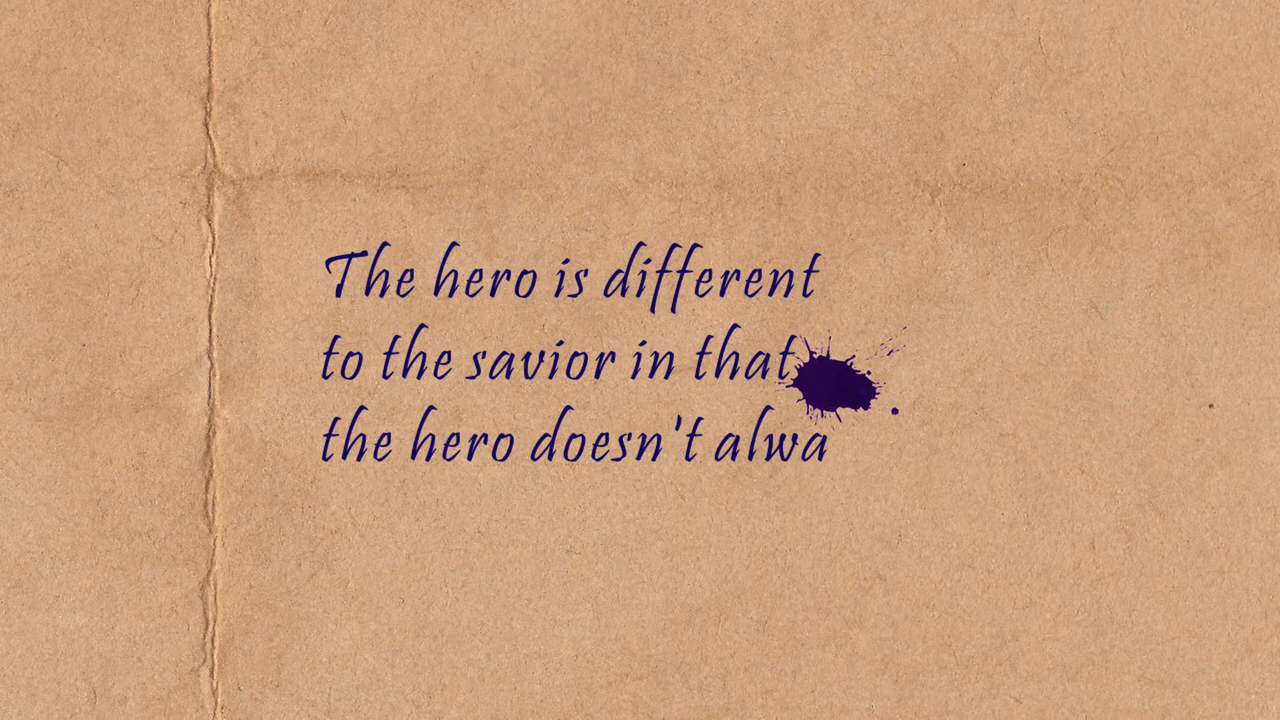 The hero is different
to the savior in that
the hero doesn't alwa